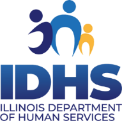 IDHS
ILLINOIS DEPARTMENT
OF HUMAN SERVICES